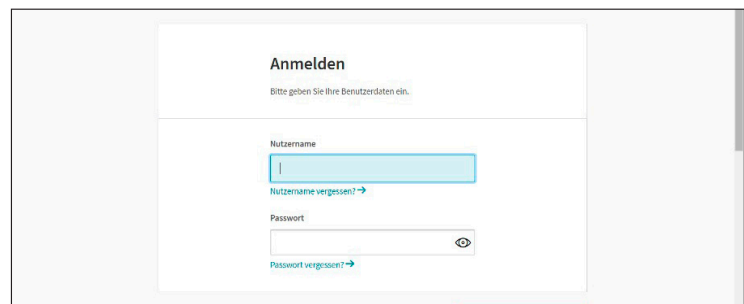 Anmelden
Bitte geben Sie Ihre Benutzerdaten ein.
Nutzername
Nutzername vergessen? →
Passwort
Passwort vergessen? →